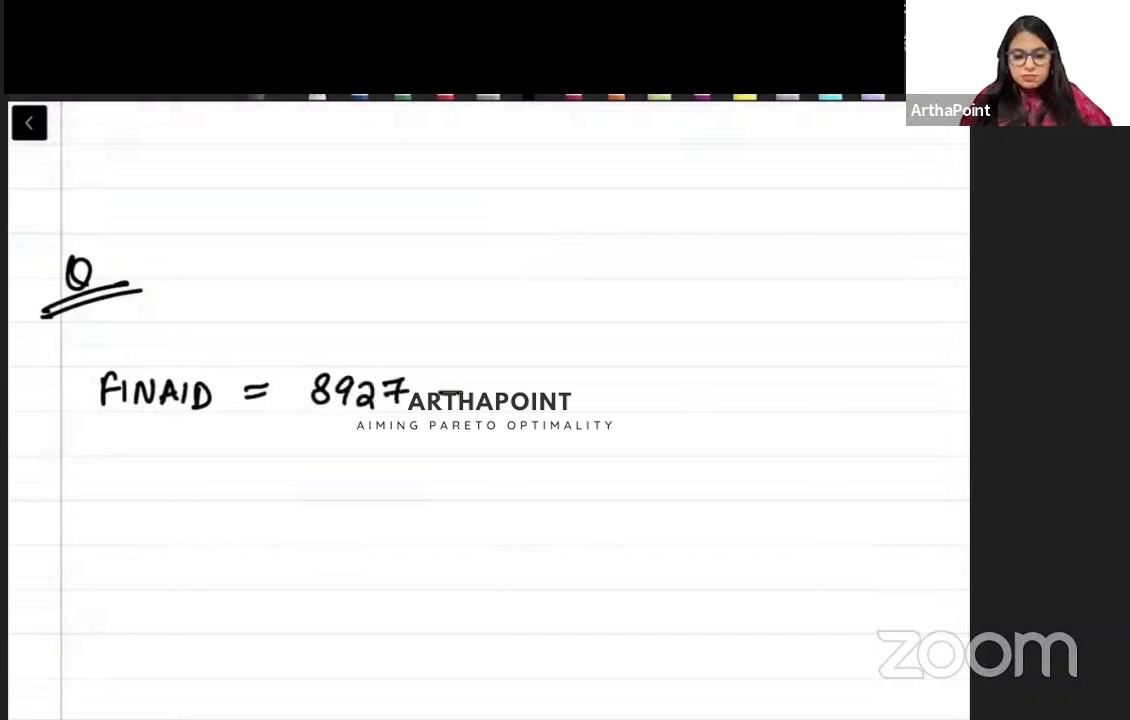 ArthaPoint
Q
FINAID = 8927 -
ARTHAPOINT
AIMING PARETO OPTIMALITY
zoom